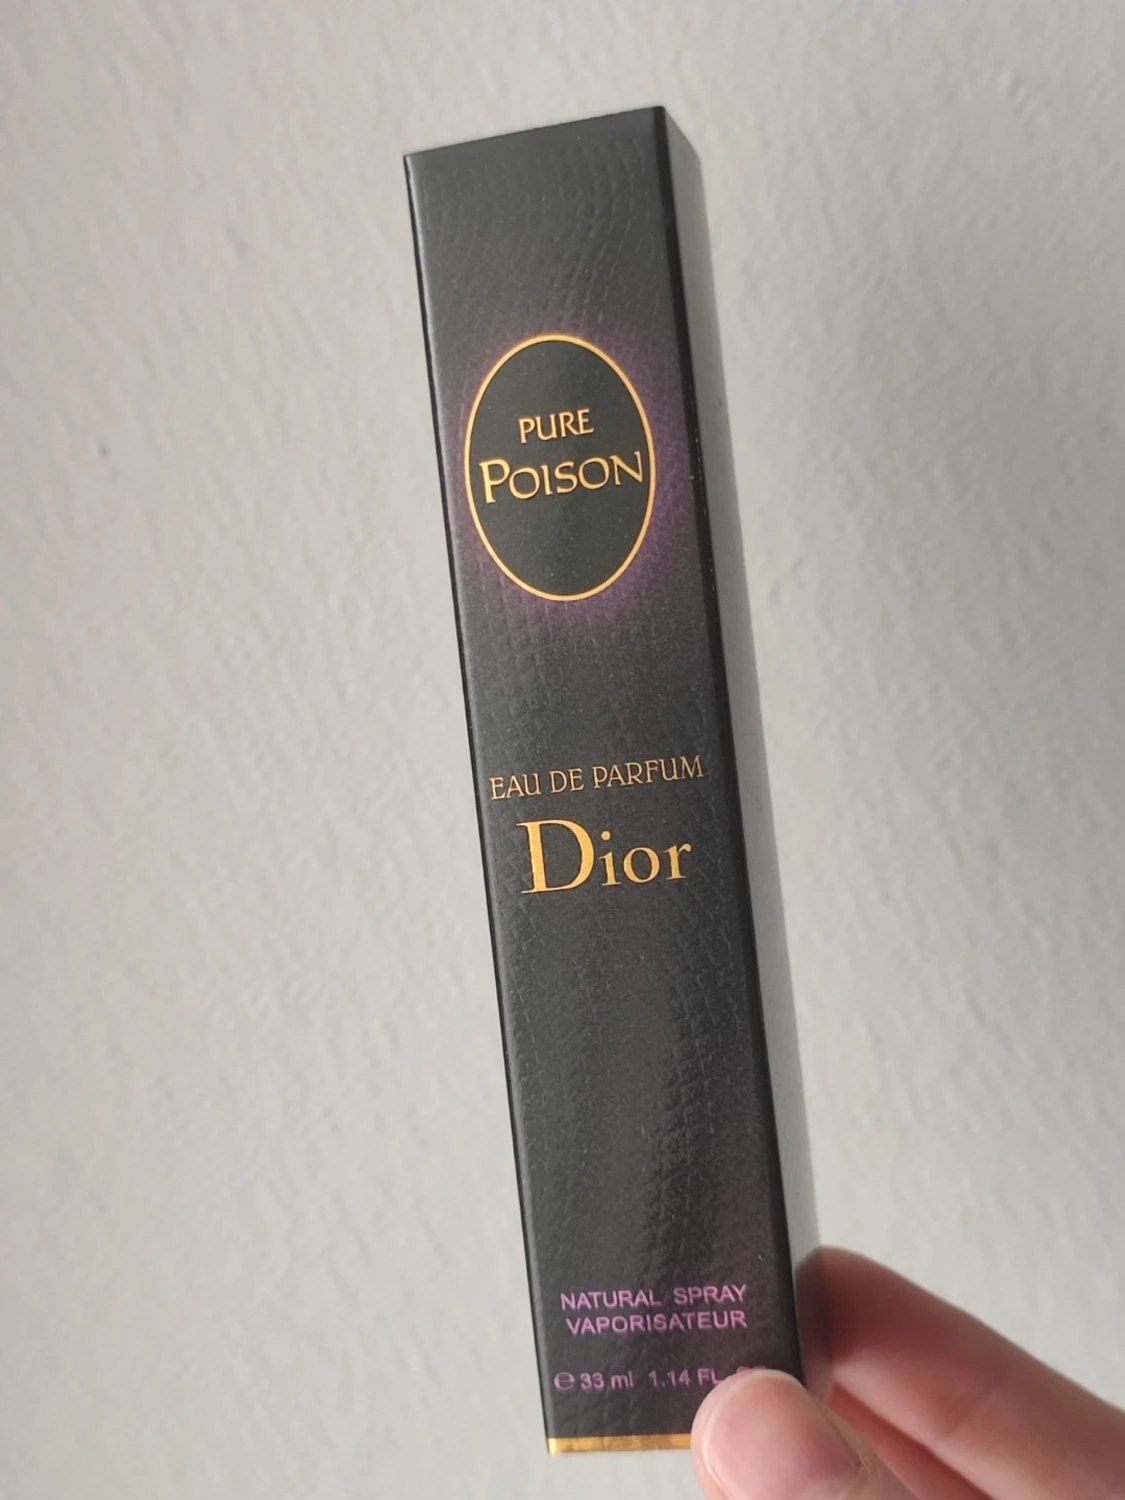 PURE
POISON
EAU DE PARFUM
Dior
NATURAL SPRAY
VAPORISATEUR
℮ 33 ml 1.14 FL